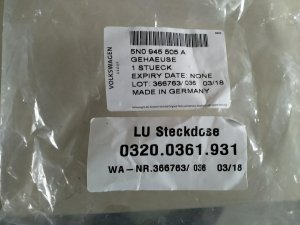 VOLKSWAGEN
5N0 945 505 A
GEHAEUSE
1 STUECK
EXPIRY DATE: NONE
LOT: 366763/ 036 03/18
MADE IN GERMANY
LU Steckdose
0320.0361.931
WA-NR.366763/ 036 03/18